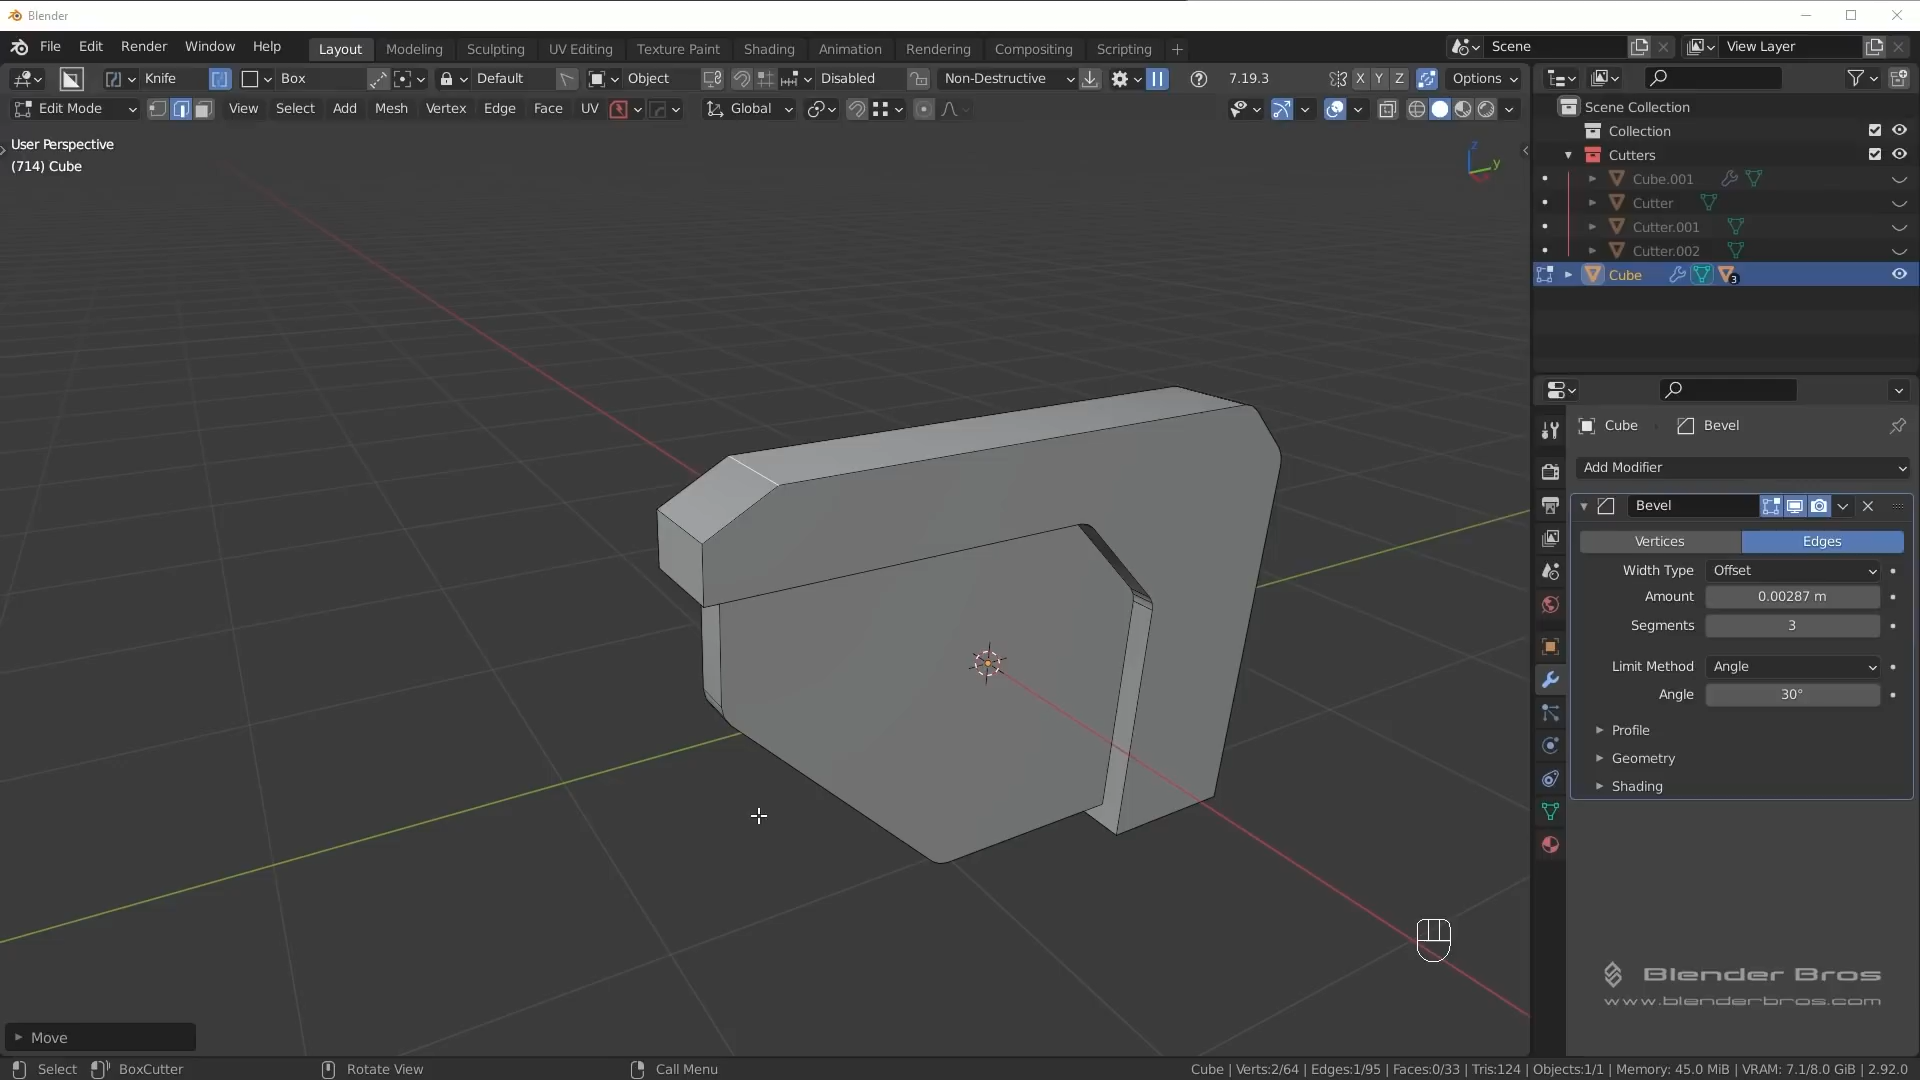 Blender
File Edit Render Window Help Layout Modeling Sculpting UV Editing Texture Paint Shading Animation Rendering Compositing Scripting Scene View Layer
Knife Box Default Object Disabled Non-Destructive 7.19.3 X Y Z Options
Edit Mode View Select Add Mesh Vertex Edge Face UV Global
User Perspective
(714) Cube
z
y
Scene Collection
Collection
Cutters
Cube.001
Cutter
Cutter.001
Cutter.002
Cube 3
Cube Bevel
Add Modifier
Bevel
Vertices Edges
Width Type Offset
Amount 0.00287 m
Segments 3
Limit Method Angle
Angle 30°
Profile
Geometry
Shading
Blender Bros
www.blenderbros.com
Move
Select BoxCutter Rotate View Call Menu Cube | Verts:2/64 | Edges:1/95 | Faces:0/33 | Tris:124 | Objects:1/1 | Memory: 45.0 MiB | VRAM: 7.1/8.0 GiB | 2.92.0